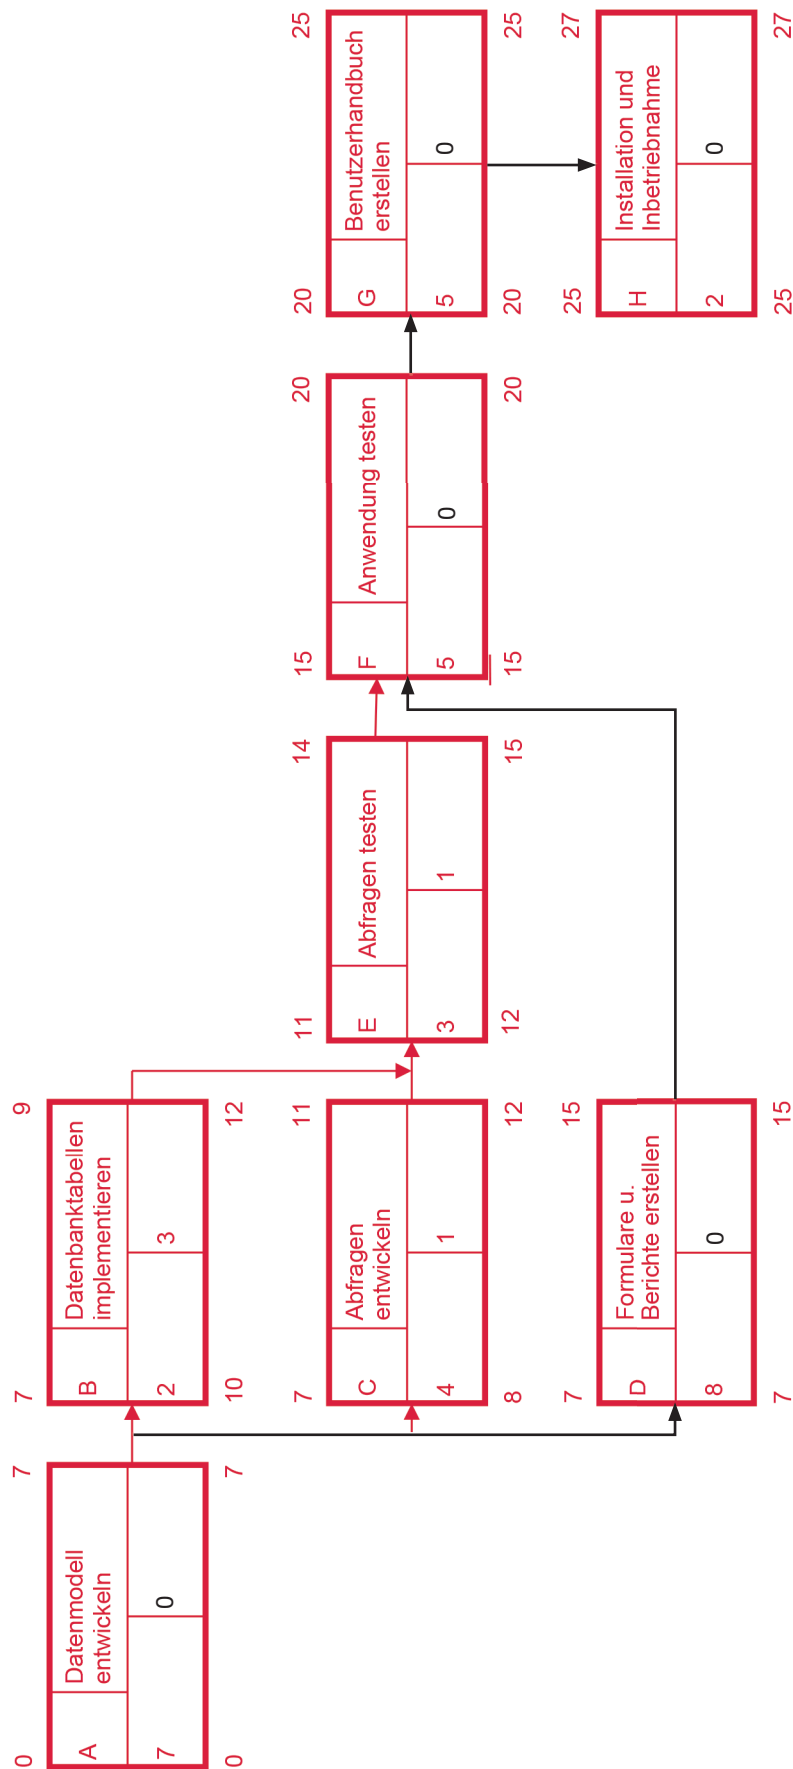 0
7
A
Datenmodell
entwickeln
7
0
0
7
7
9
B
Datenbanktabellen
implementieren
2
3
10
12
7
11
C
Abfragen
entwickeln
4
1
8
12
7
15
D
Formulare u.
Berichte erstellen
8
0
7
15
11
14
E
Abfragen testen
3
1
12
15
15
20
F
Anwendung testen
5
0
15
20
20
25
G
Benutzerhandbuch
erstellen
5
0
20
25
25
27
H
Installation und
Inbetriebnahme
2
0
25
27